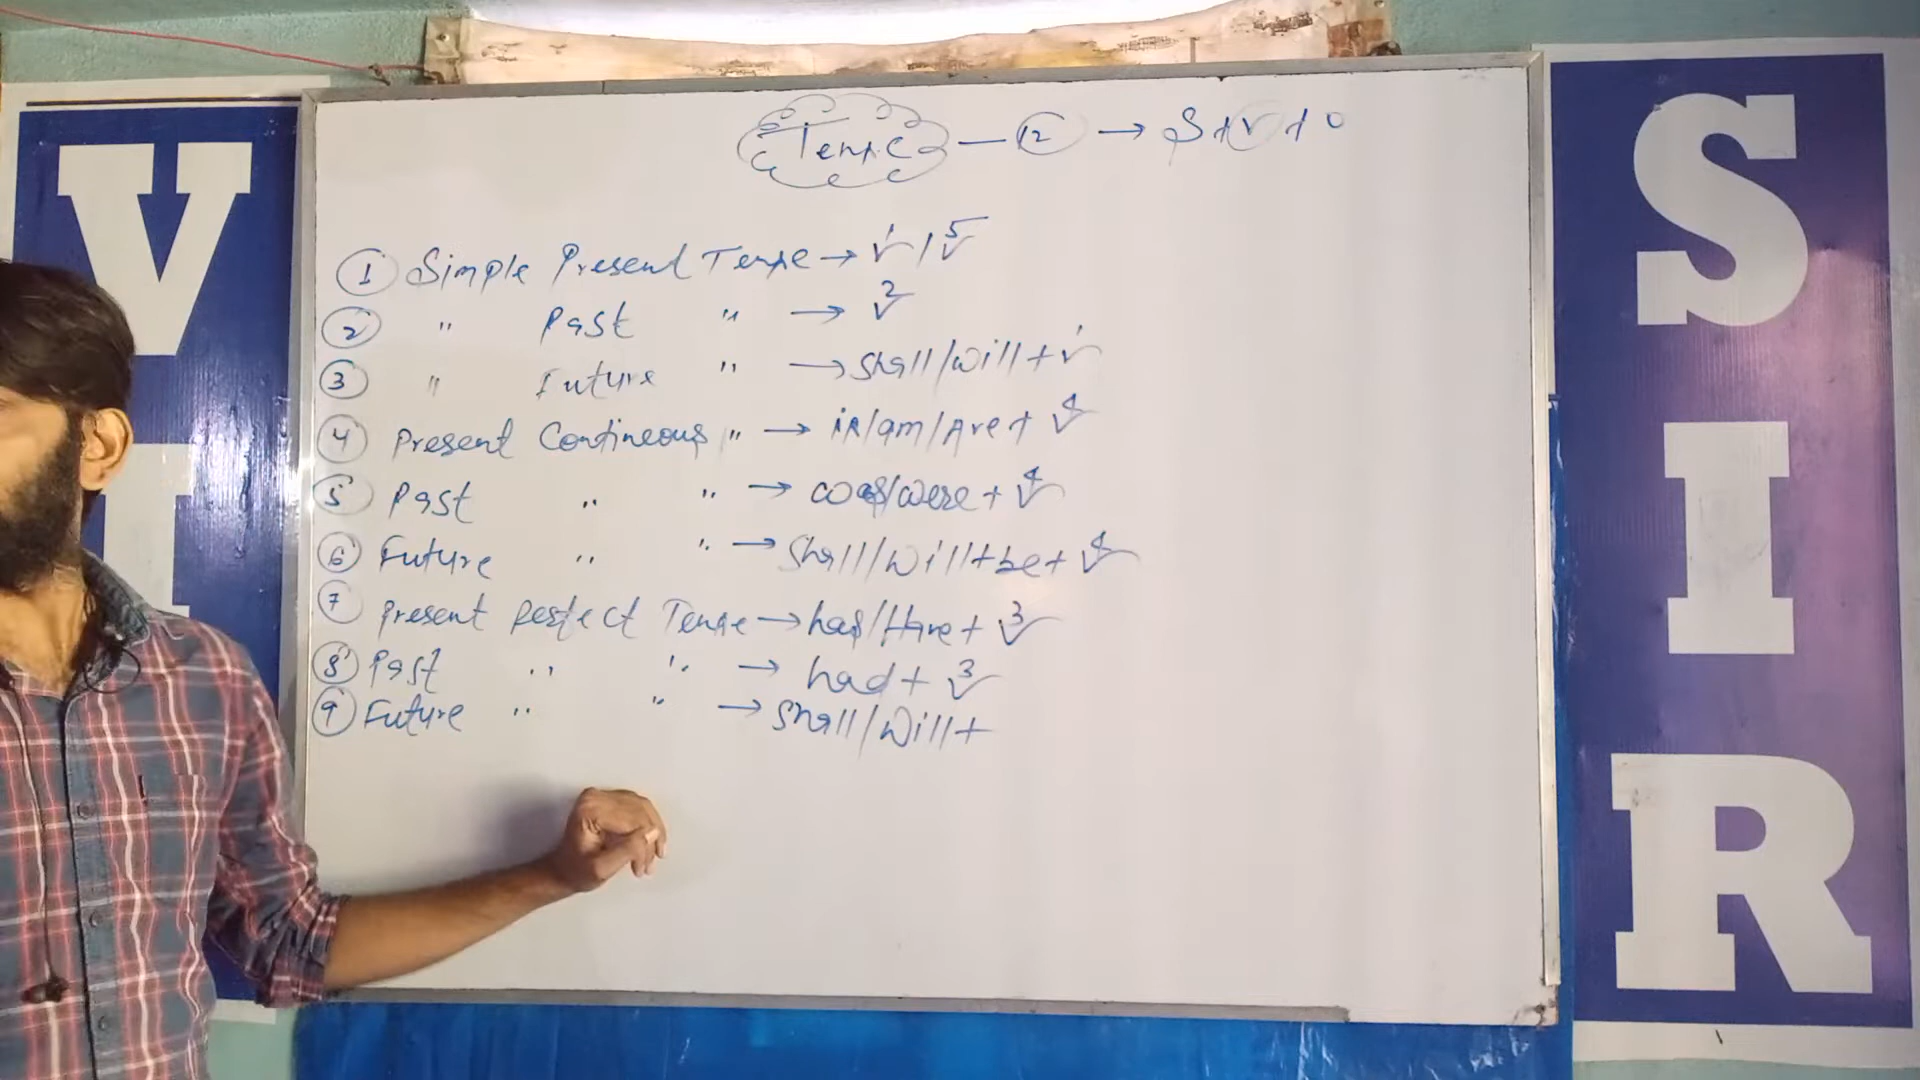 Tense - 12 → S + V + O
1 Simple Present Tense → V¹ / V⁵
2 " Past " → V²
3 " Future " → Shall/Will + V¹
4 Present Contineous " → is/am/Are + V⁴
5 Past " " → was/were + V⁴
6 Future " " → Shall/Will + be + V⁴
7 Present Perfect Tense → has/Have + V³
8 Past " " → had + V³
9 Future " " → Shall/Will +
V
I
SIR